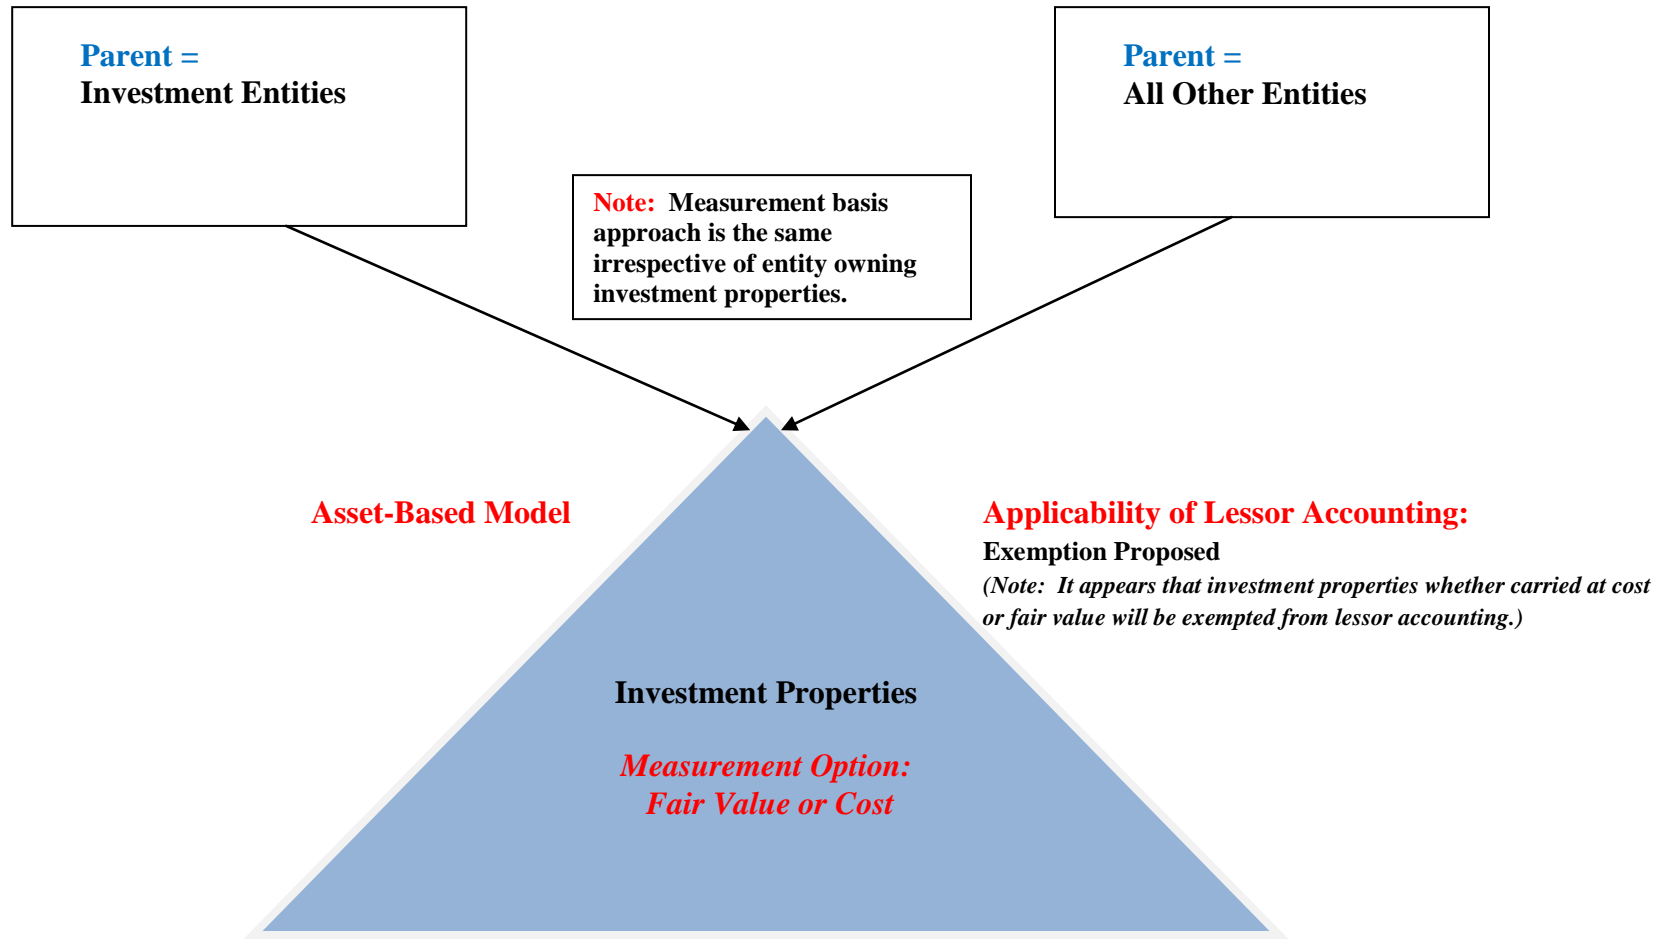 Parent =
Investment Entities
Parent =
All Other Entities
Note:  Measurement basis
approach is the same
irrespective of entity owning
investment properties.
Asset-Based Model
Applicability of Lessor Accounting:
Exemption Proposed
(Note:  It appears that investment properties whether carried at cost
or fair value will be exempted from lessor accounting.)
Investment Properties
Measurement Option:
Fair Value or Cost